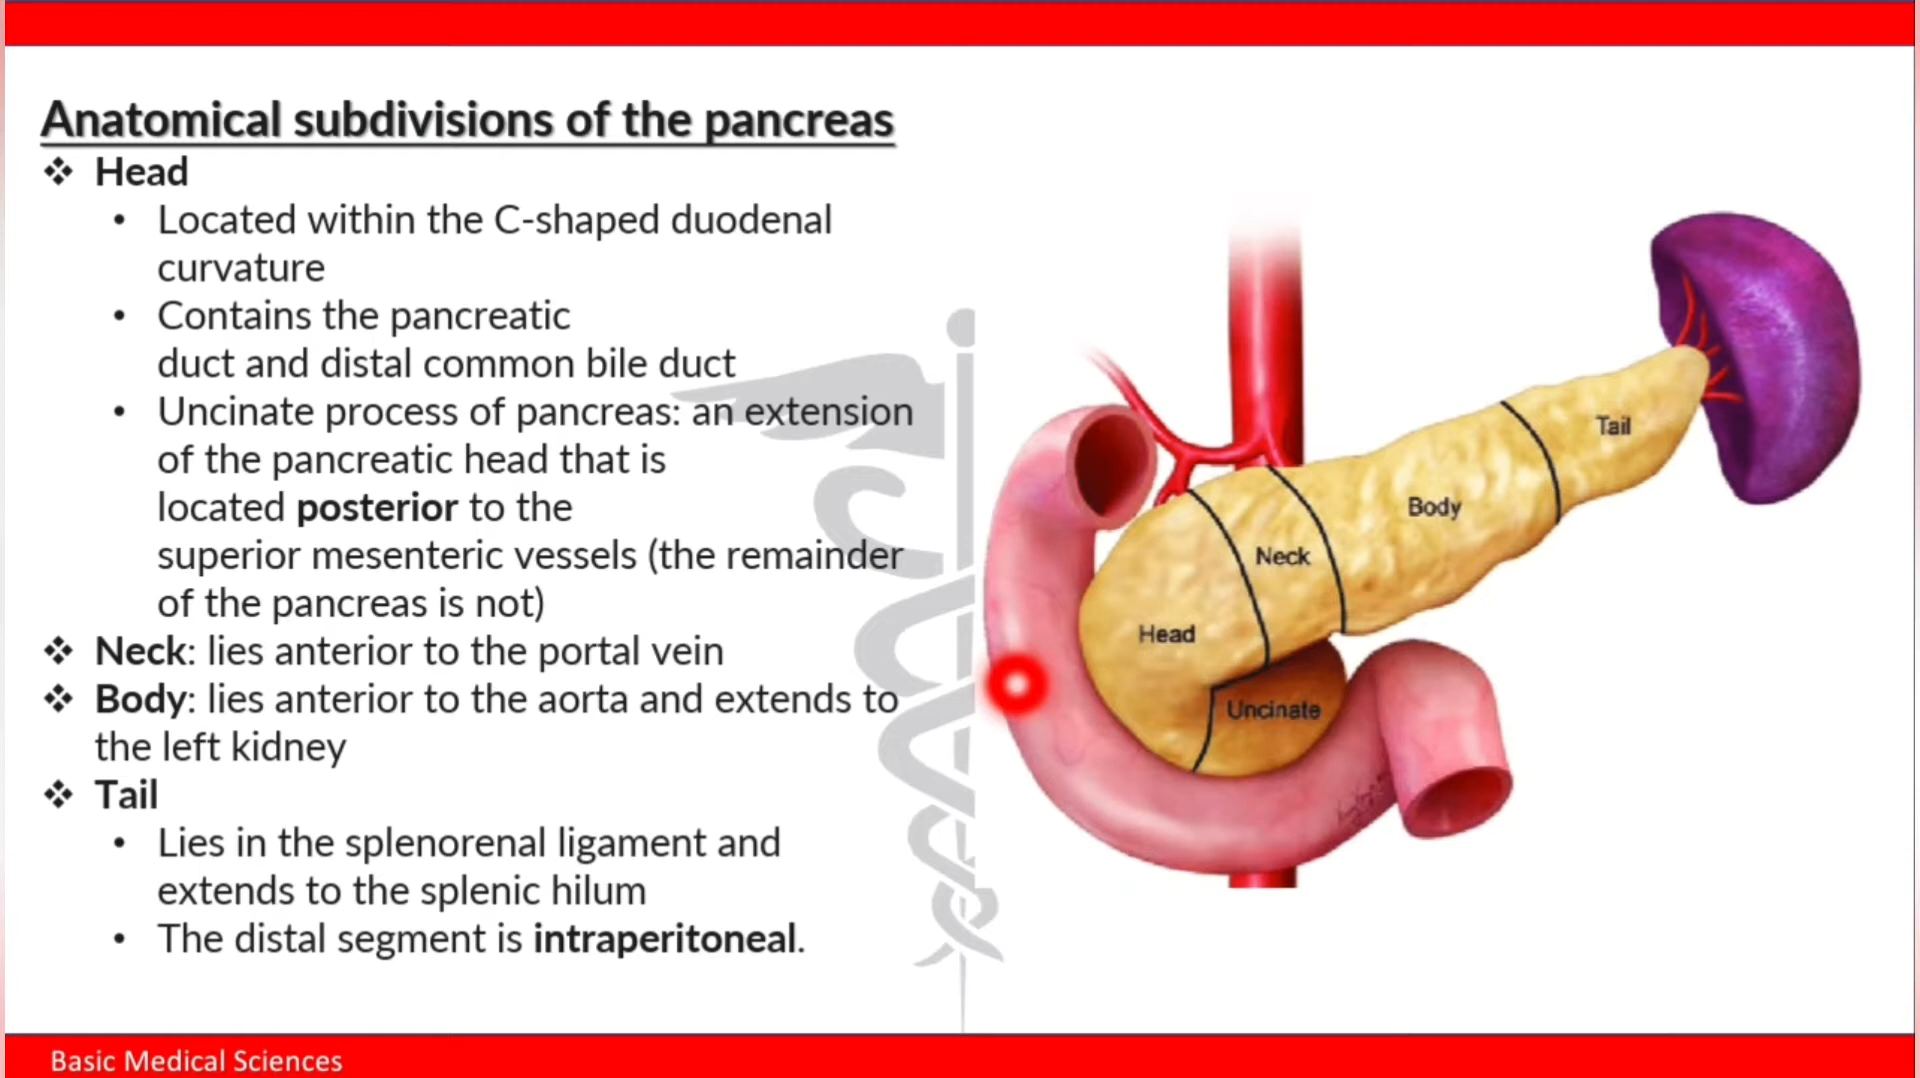 Anatomical subdivisions of the pancreas
❖ Head
• Located within the C-shaped duodenal
curvature
• Contains the pancreatic
duct and distal common bile duct
• Uncinate process of pancreas: an extension
of the pancreatic head that is
located posterior to the
superior mesenteric vessels (the remainder
of the pancreas is not)
❖ Neck: lies anterior to the portal vein
❖ Body: lies anterior to the aorta and extends to
the left kidney
❖ Tail
• Lies in the splenorenal ligament and
extends to the splenic hilum
• The distal segment is intraperitoneal.
Tail
Body
Neck
Head
Uncinate
Basic Medical Sciences